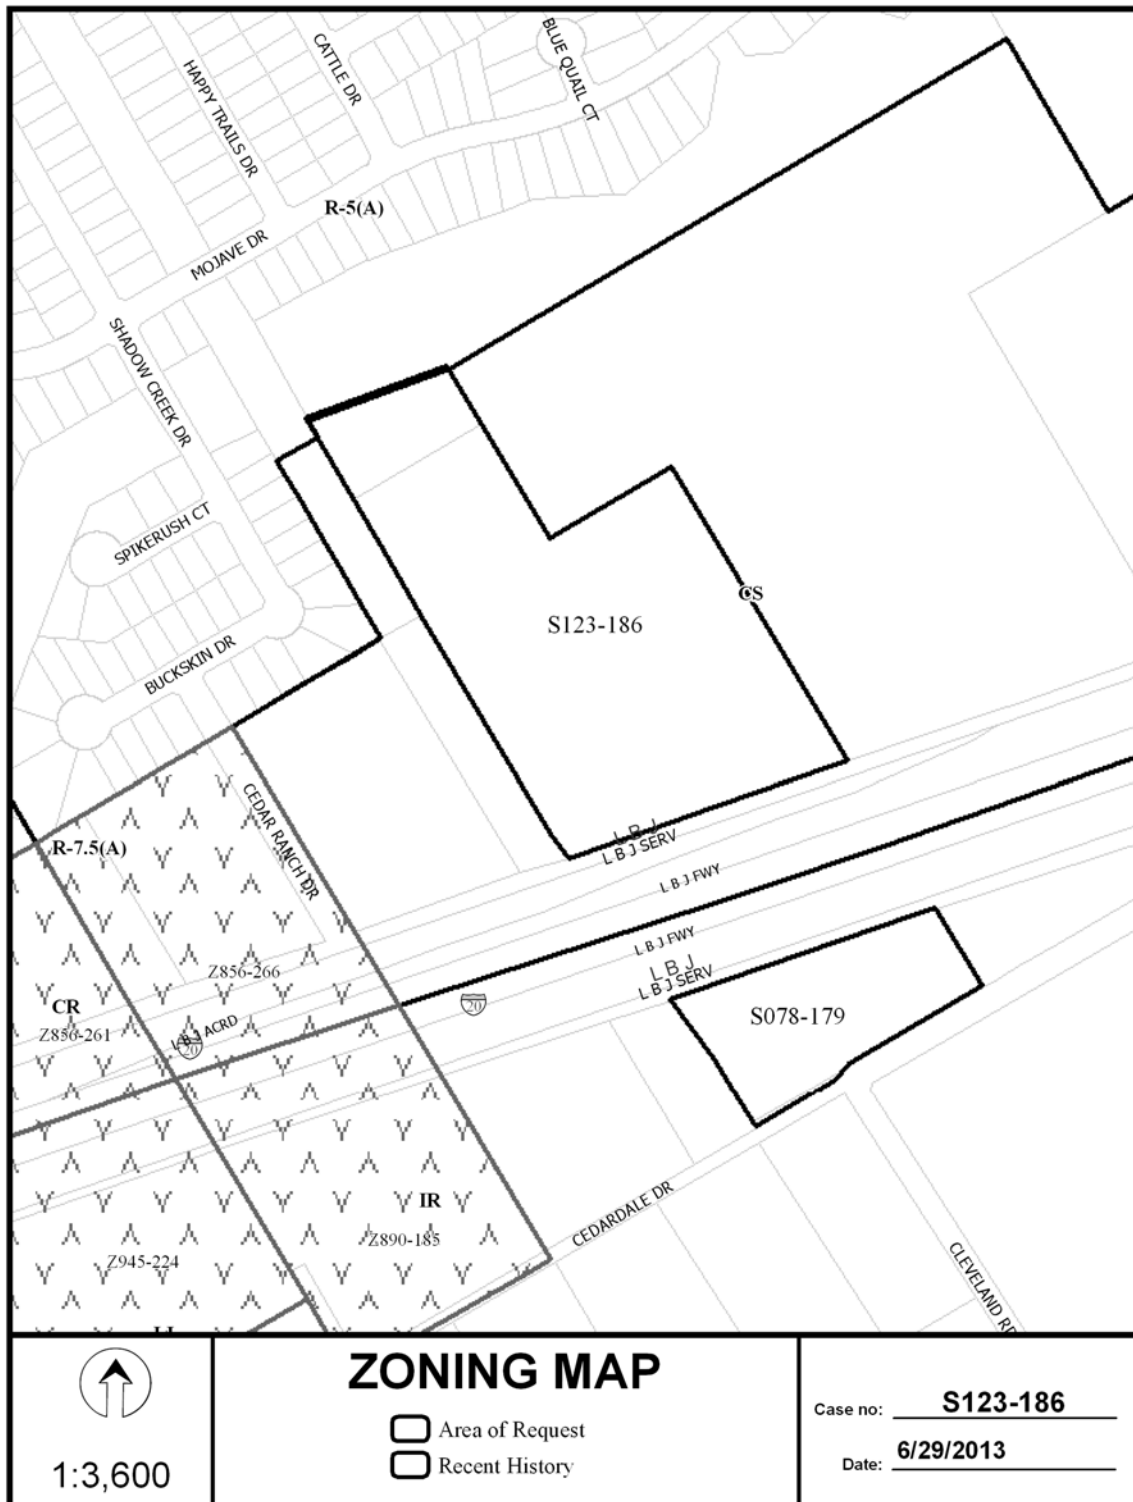 BLUE QUAIL CT
CATTLE DR
HAPPY TRAILS DR
R-5(A)
MOJAVE DR
SHADOW CREEK DR
SPIKERUSH CT
CS
S123-186
BUCKSKIN DR
CEDAR RANCH DR
L B J
L B J SERV
R-7.5(A)
L B J FWY
L B J FWY
L B J
L B J SERV
Z856-266
CR
20
S078-179
Z856-261
L B J ACRD
20
IR
CEDARDALE DR
Z890-185
Z945-224
CLEVELAND RD
ZONING MAP
Area of Request
Recent History
1:3,600
Case no: S123-186
Date: 6/29/2013